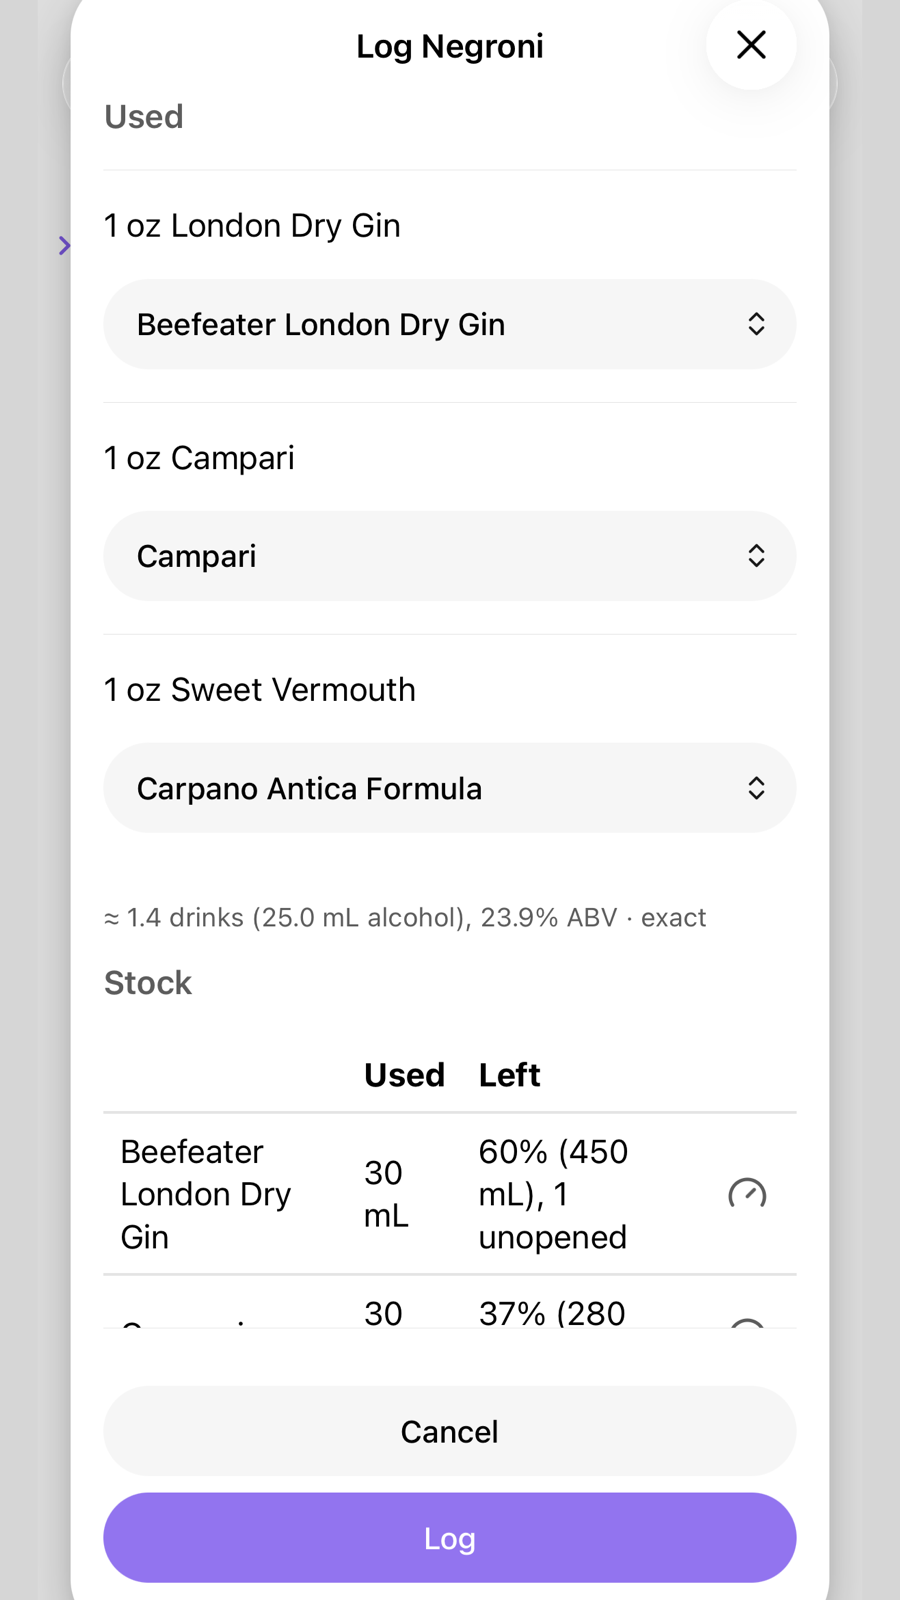 Log Negroni
Used
1 oz London Dry Gin
Beefeater London Dry Gin
1 oz Campari
Campari
1 oz Sweet Vermouth
Carpano Antica Formula
≈ 1.4 drinks (25.0 mL alcohol), 23.9% ABV · exact
Stock
Used Left
Beefeater
London Dry
Gin
30
mL
60% (450
mL), 1
unopened
30
37% (280
Cancel
Log